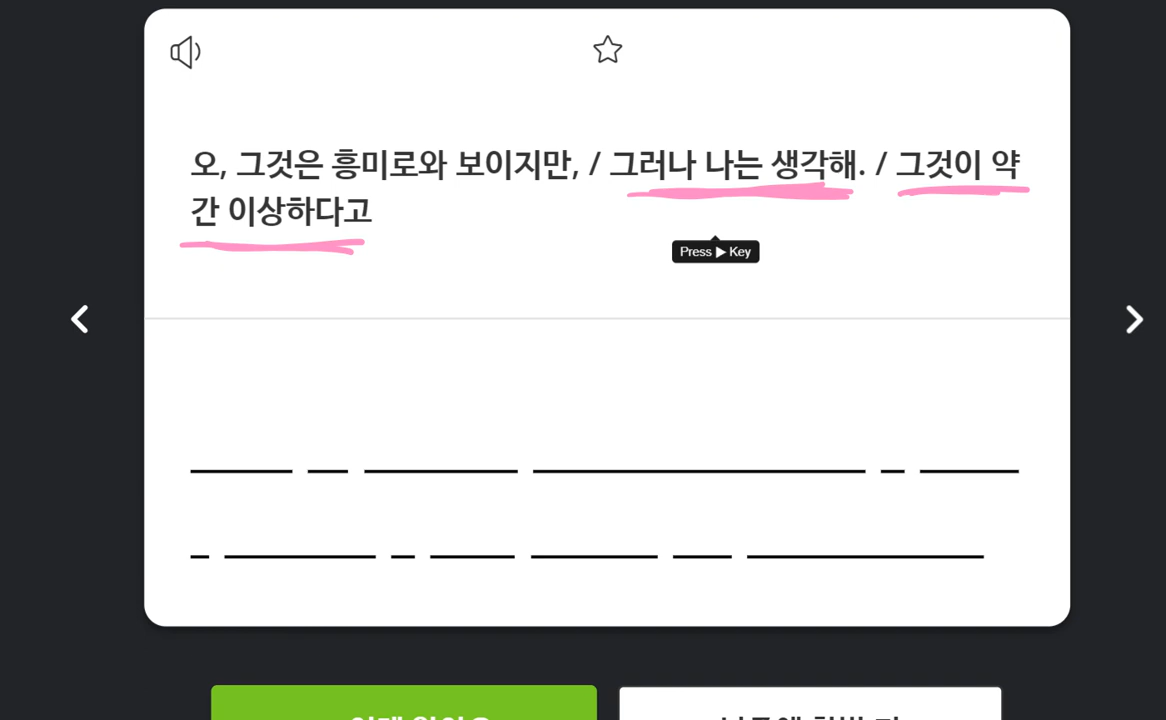 오, 그것은 흥미로와 보이지만, / 그러나 나는 생각해. / 그것이 약
간 이상하다고
Press ▶ Key